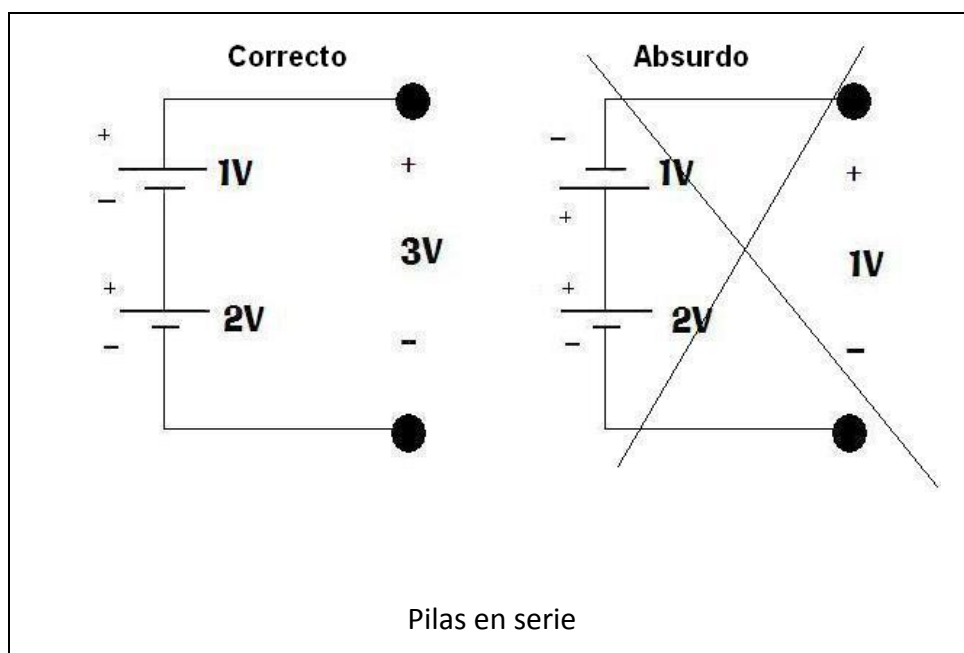 Correcto
Absurdo
+
1V
-
+
3V
+
2V
-
-
-
1V
+
+
1V
+
2V
-
-
Pilas en serie